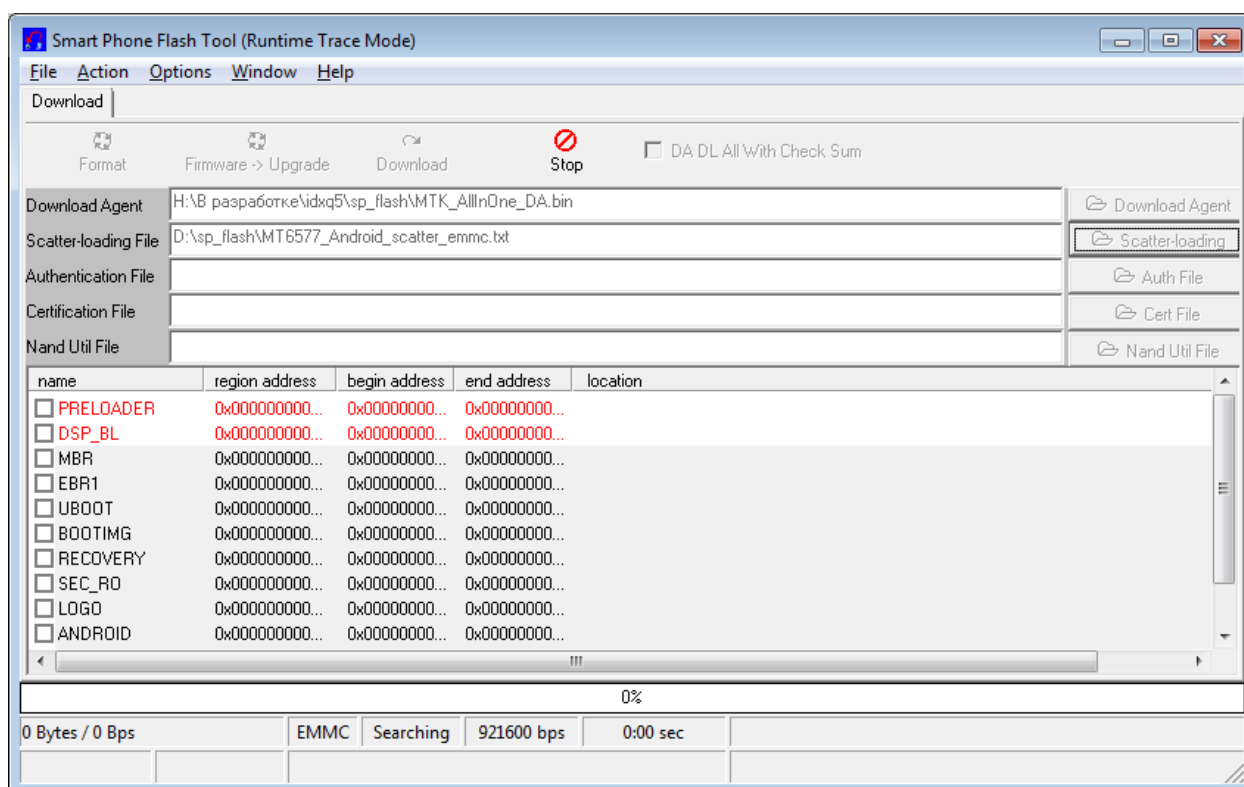 Smart Phone Flash Tool (Runtime Trace Mode)
File Action Options Window Help
Download
Format Firmware -> Upgrade Download Stop DA DL All With Check Sum
Download Agent H:\В разработке\idxq5\sp_flash\MTK_AllInOne_DA.bin Download Agent
Scatter-loading File D:\sp_flash\MT6577_Android_scatter_emmc.txt Scatter-loading
Authentication File Auth File
Certification File Cert File
Nand Util File Nand Util File
name region address begin address end address location
PRELOADER 0x000000000... 0x00000000... 0x00000000...
DSP_BL 0x000000000... 0x00000000... 0x00000000...
MBR 0x000000000... 0x00000000... 0x00000000...
EBR1 0x000000000... 0x00000000... 0x00000000...
UBOOT 0x000000000... 0x00000000... 0x00000000...
BOOTIMG 0x000000000... 0x00000000... 0x00000000...
RECOVERY 0x000000000... 0x00000000... 0x00000000...
SEC_RO 0x000000000... 0x00000000... 0x00000000...
LOGO 0x000000000... 0x00000000... 0x00000000...
ANDROID 0x000000000... 0x00000000... 0x00000000...
0%
0 Bytes / 0 Bps EMMC Searching 921600 bps 0:00 sec